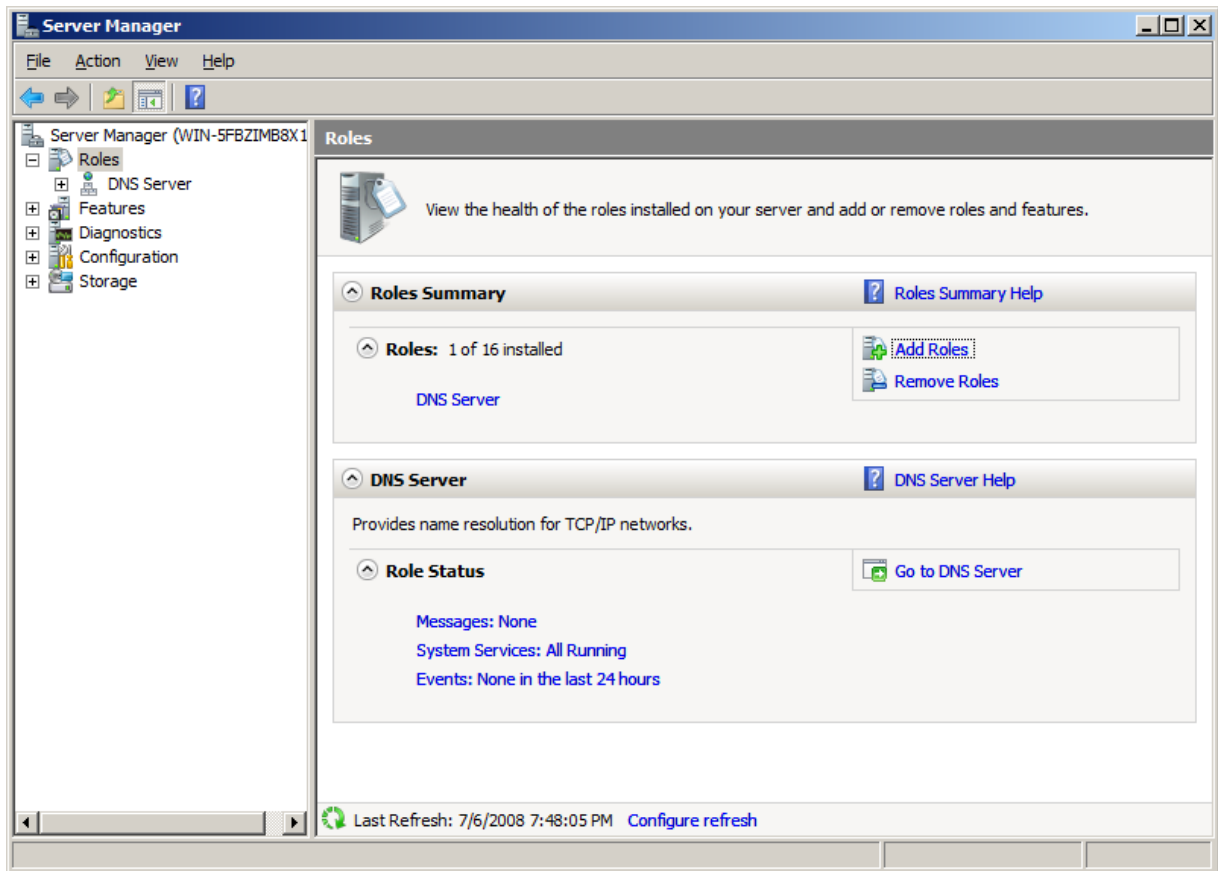 Server Manager
File Action View Help
Server Manager (WIN-5FBZIMB8X1
Roles
DNS Server
Features
Diagnostics
Configuration
Storage
Roles
View the health of the roles installed on your server and add or remove roles and features.
Roles Summary
Roles Summary Help
Roles: 1 of 16 installed
Add Roles
Remove Roles
DNS Server
DNS Server
DNS Server Help
Provides name resolution for TCP/IP networks.
Role Status
Go to DNS Server
Messages: None
System Services: All Running
Events: None in the last 24 hours
Last Refresh: 7/6/2008 7:48:05 PM Configure refresh